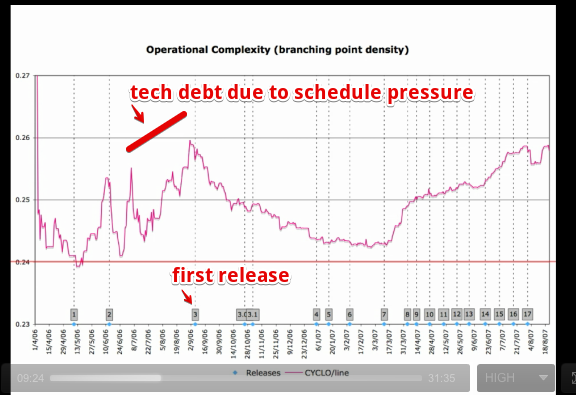 Operational Complexity (branching point density)
0.27
tech debt due to schedule pressure
0.26
0.25
0.24
first release
1 2 3 3.0 3.1 4 5 6 7 8 9 10 11 12 13 14 15 16 17
0.23
1/4/06 15/4/06 29/4/06 13/5/06 27/5/06 10/6/06 24/6/06 8/7/06 22/7/06 5/8/06 19/8/06 2/9/06 16/9/06 30/9/06 14/10/06 28/10/06 11/11/06 25/11/06 9/12/06 23/12/06 6/1/07 20/1/07 3/2/07 17/2/07 3/3/07 17/3/07 31/3/07 14/4/07 28/4/07 12/5/07 26/5/07 9/6/07 23/6/07 7/7/07 21/7/07 4/8/07 18/8/07
Releases CYCLO/line
09:24 31:35 HIGH